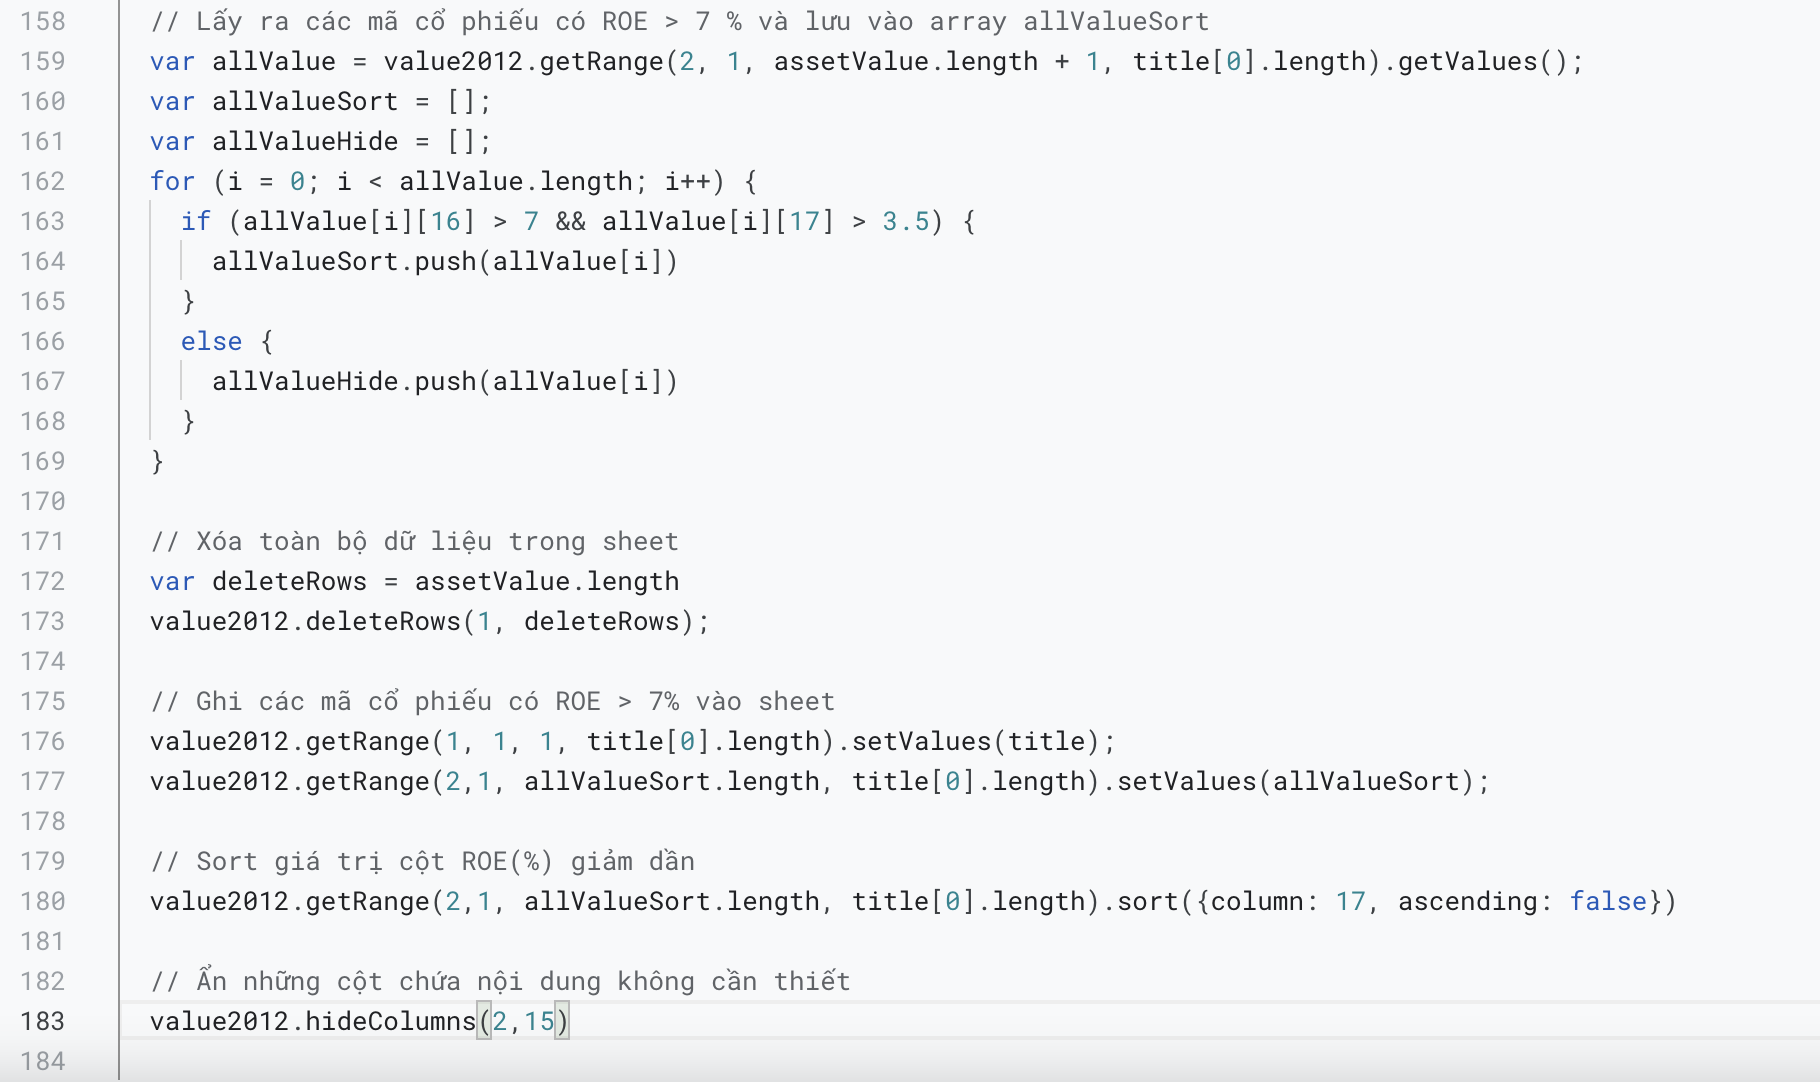 158 // Lấy ra các mã cổ phiếu có ROE > 7 % và lưu vào array allValueSort
159 var allValue = value2012.getRange(2, 1, assetValue.length + 1, title[0].length).getValues();
160 var allValueSort = [];
161 var allValueHide = [];
162 for (i = 0; i < allValue.length; i++) {
163 if (allValue[i][16] > 7 && allValue[i][17] > 3.5) {
164 allValueSort.push(allValue[i])
165 }
166 else {
167 allValueHide.push(allValue[i])
168 }
169 }
170
171 // Xóa toàn bộ dữ liệu trong sheet
172 var deleteRows = assetValue.length
173 value2012.deleteRows(1, deleteRows);
174
175 // Ghi các mã cổ phiếu có ROE > 7% vào sheet
176 value2012.getRange(1, 1, 1, title[0].length).setValues(title);
177 value2012.getRange(2,1, allValueSort.length, title[0].length).setValues(allValueSort);
178
179 // Sort giá trị cột ROE(%) giảm dần
180 value2012.getRange(2,1, allValueSort.length, title[0].length).sort({column: 17, ascending: false})
181
182 // Ẩn những cột chứa nội dung không cần thiết
183 value2012.hideColumns(2,15)
184